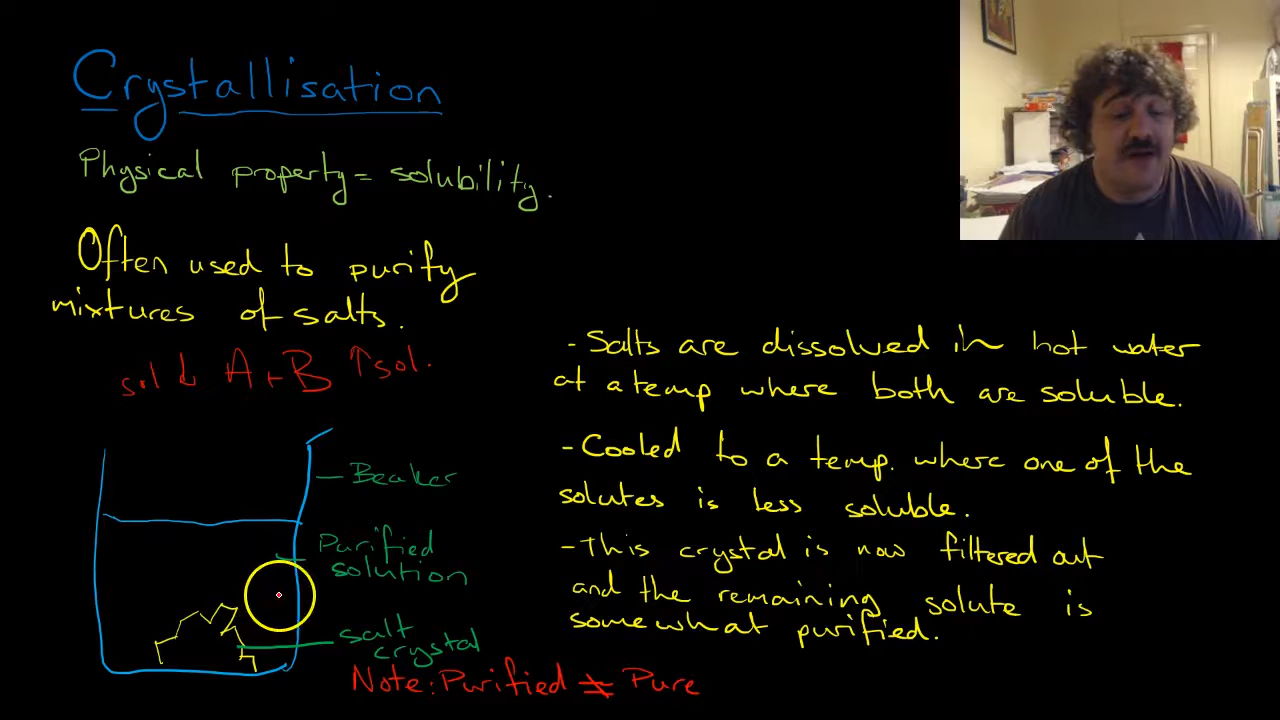 Crystallisation
Physical property = solubility.
Often used to purify
mixtures of salts.
sol ↓ A + B ↑ sol.
- Salts are dissolved in hot water
at a temp where both are soluble.
- Cooled to a temp. where one of the
solutes is less soluble.
- This crystal is now filtered out
and the remaining solute is
somewhat purified.
Beaker
Purified
solution
salt
crystal
Note: Purified ≠ Pure